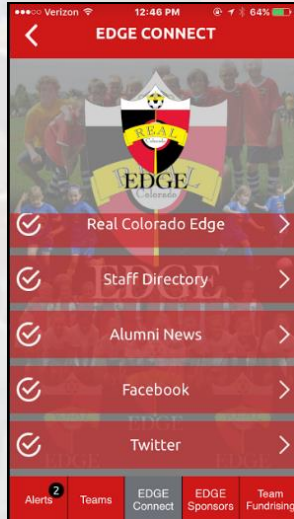 Verizon 12:46 PM 64%
EDGE CONNECT
REAL
EDGE
Colorado
Real Colorado Edge
Staff Directory
Alumni News
Facebook
Twitter
Alerts 2
Teams
EDGE
Connect
EDGE
Sponsors
Team
Fundrising